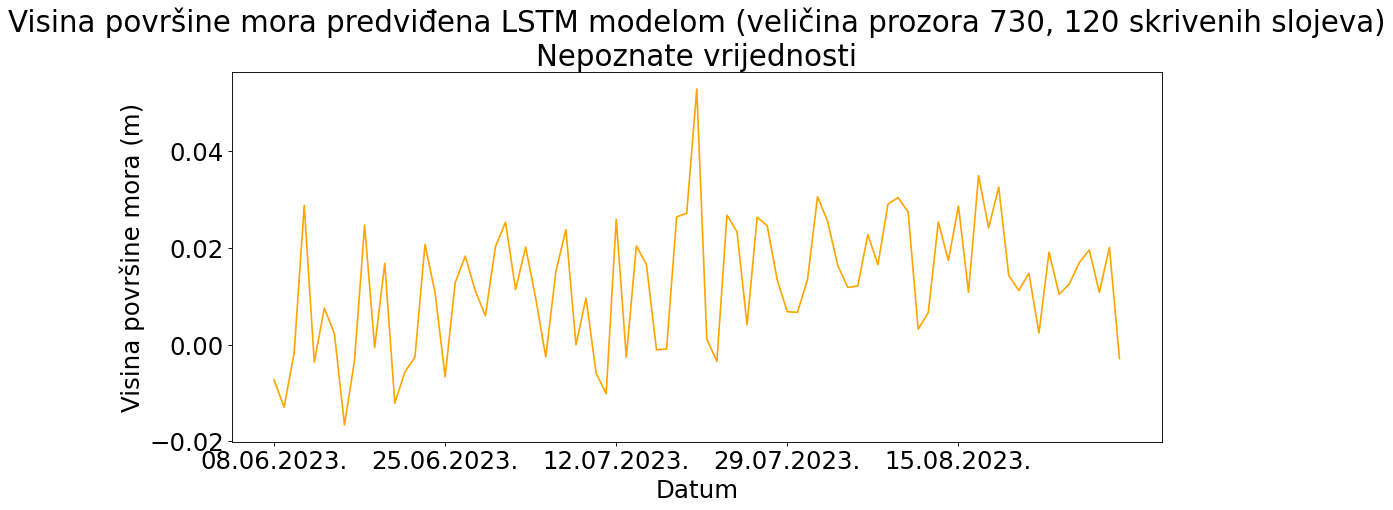 Visina površine mora predviđena LSTM modelom (veličina prozora 730, 120 skrivenih slojeva)
Nepoznate vrijednosti
Visina površine mora (m)
0.04
0.02
0.00
−0.02
08.06.2023. 25.06.2023. 12.07.2023. 29.07.2023. 15.08.2023.
Datum